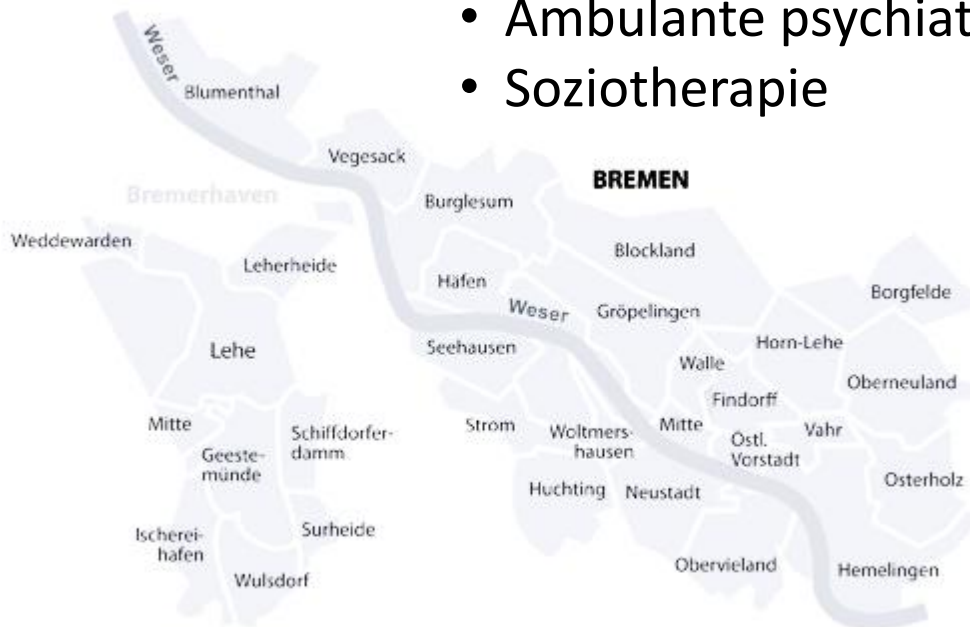 • Ambulante psychiat
• Soziotherapie
Weser
Blumenthal
Vegesack
BREMEN
Bremerhaven
Burglesum
Weddewarden
Blockland
Leherheide
Häfen
Borgfelde
Weser
Gröpelingen
Horn-Lehe
Lehe
Seehausen
Walle
Oberneuland
Findorff
Mitte
Schiffdorfer-
damm
Strom
Woltmers-
hausen
Mitte
Östl.
Vorstadt
Vahr
Geeste-
münde
Osterholz
Huchting
Neustadt
Ischerei-
hafen
Surheide
Wulsdorf
Obervieland
Hemelingen